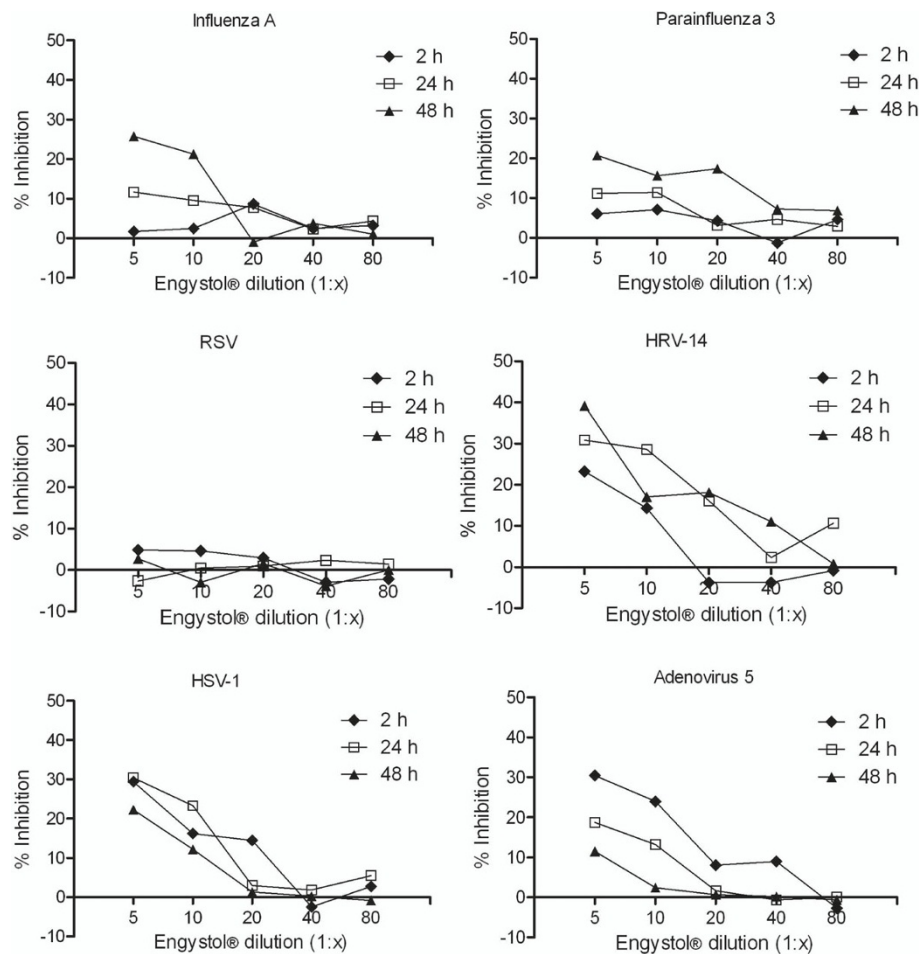 Influenza A
50
40
30
20
10
0
-10
% Inhibition
2 h
24 h
48 h
5 10 20 40 80
Engystol® dilution (1:x)
Parainfluenza 3
50
40
30
20
10
0
-10
% Inhibition
2 h
24 h
48 h
5 10 20 40 80
Engystol® dilution (1:x)
RSV
50
40
30
20
10
0
-10
% Inhibition
2 h
24 h
48 h
5 10 20 40 80
Engystol® dilution (1:x)
HRV-14
50
40
30
20
10
0
-10
% Inhibition
2 h
24 h
48 h
5 10 20 40 80
Engystol® dilution (1:x)
HSV-1
50
40
30
20
10
0
-10
% Inhibition
2 h
24 h
48 h
5 10 20 40 80
Engystol® dilution (1:x)
Adenovirus 5
50
40
30
20
10
0
-10
% Inhibition
2 h
24 h
48 h
5 10 20 40 80
Engystol® dilution (1:x)